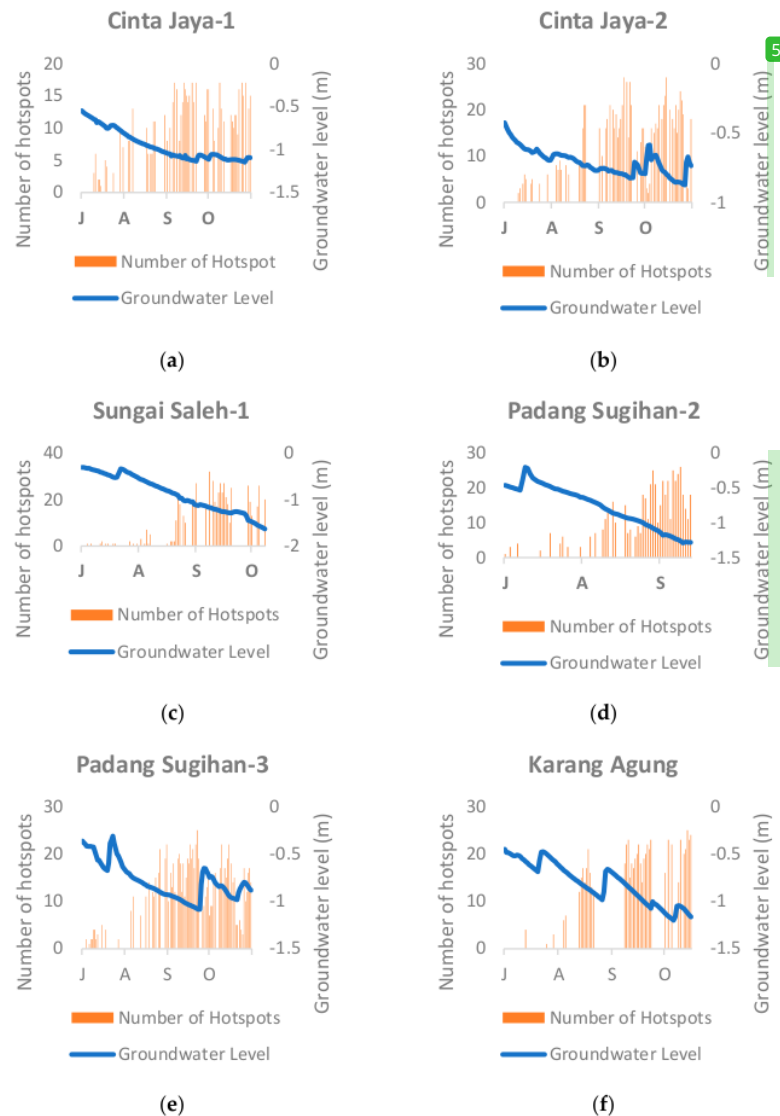 Cinta Jaya-1
Number of hotspots
20
15
10
5
0
J A S O
0
-0.5
-1
-1.5
Groundwater level (m)
Number of Hotspot
Groundwater Level
(a)
Cinta Jaya-2
Number of hotspots
30
20
10
0
J A S O
0
-0.5
-1
Groundwater level (m)
Number of Hotspots
Groundwater Level
(b)
5
Sungai Saleh-1
Number of hotspots
40
20
0
J A S O
0
-1
-2
Groundwater level (m)
Number of Hotspots
Groundwater Level
(c)
Padang Sugihan-2
Number of hotspots
30
20
10
0
J A S
0
-0.5
-1
-1.5
Groundwater level (m)
Number of Hotspots
Groundwater Level
(d)
Padang Sugihan-3
Number of hotspots
30
20
10
0
J A S O
0
-0.5
-1
-1.5
Groundwater level (m)
Number of Hotspots
Groundwater Level
(e)
Karang Agung
Number of hotspots
30
20
10
0
J A S O
0
-0.5
-1
-1.5
Groundwater level (m)
Number of Hotspots
Groundwater Level
(f)